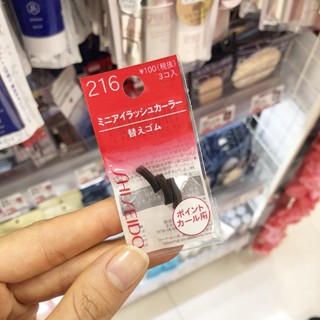 216
¥100(税抜)
3コ入
ミニアイラッシュカーラー
替えゴム
SHISEIDO
ポイント
カール用